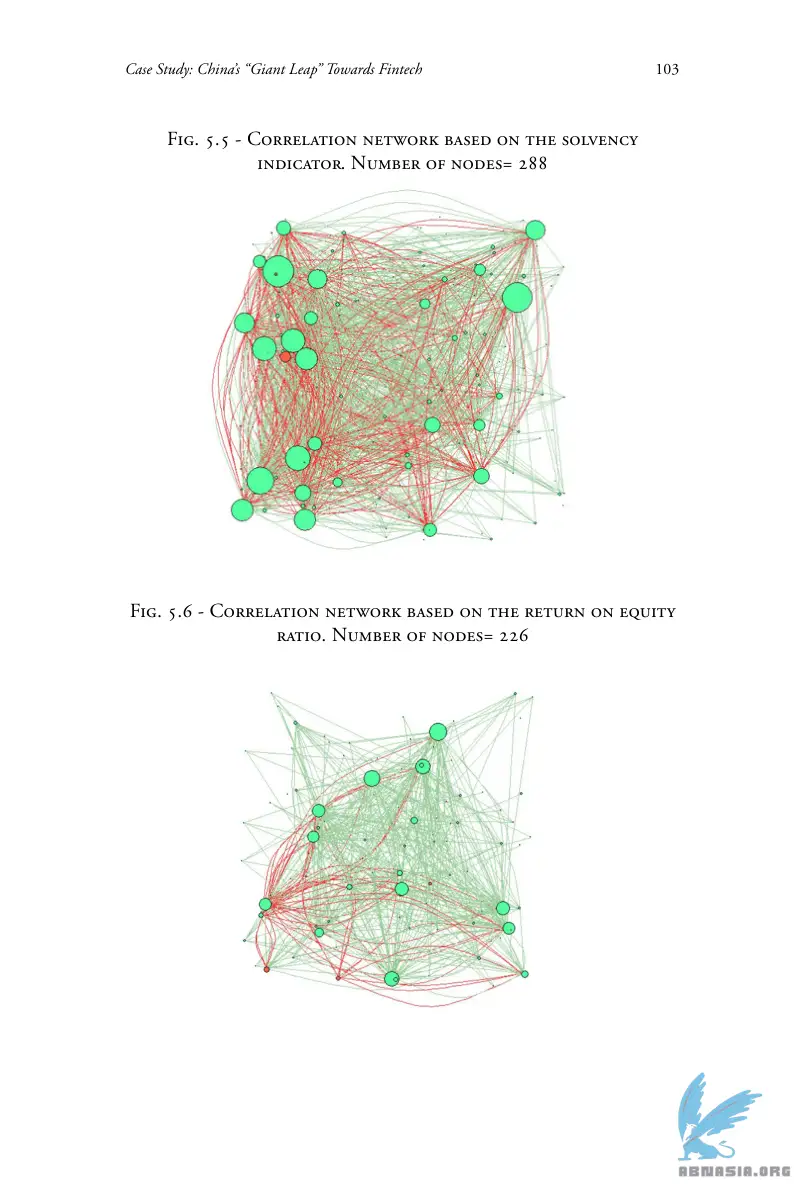 Case Study: China’s “Giant Leap” Towards Fintech 103
Fig. 5.5 - Correlation network based on the solvency
indicator. Number of nodes= 288
Fig. 5.6 - Correlation network based on the return on equity
ratio. Number of nodes= 226
ABNASIA.ORG